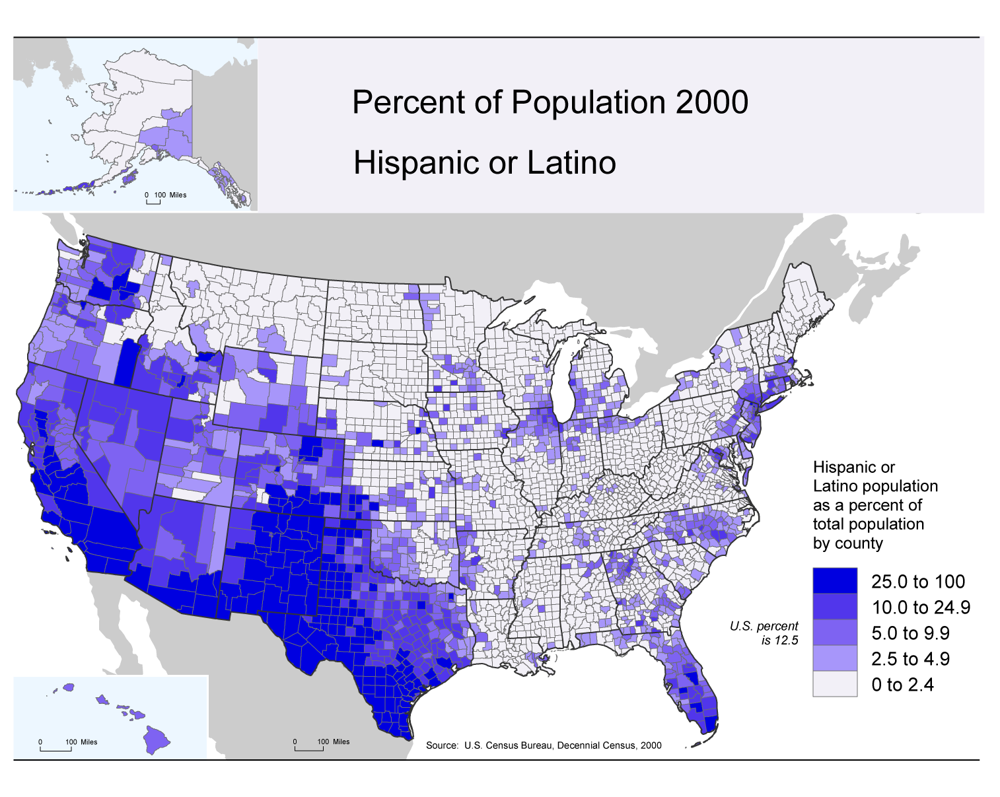 Percent of Population 2000
Hispanic or Latino
0 100 Miles
Hispanic or
Latino population
as a percent of
total population
by county
25.0 to 100
10.0 to 24.9
5.0 to 9.9
2.5 to 4.9
0 to 2.4
U.S. percent
is 12.5
0 100 Miles
0 100 Miles
Source: U.S. Census Bureau, Decennial Census, 2000